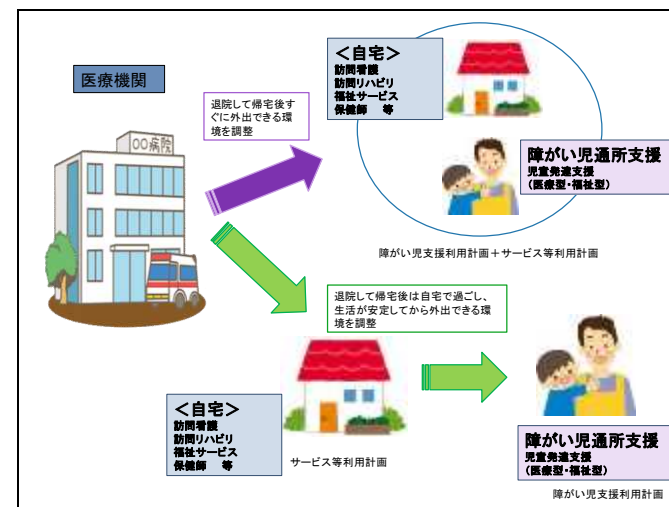 医療機関
〇〇病院
退院して帰宅後す
ぐに外出できる環
境を調整
＜自宅＞
訪問看護
訪問リハビリ
福祉サービス
保健師　等
障がい児通所支援
児童発達支援
（医療型・福祉型）
障がい児支援利用計画＋サービス等利用計画
退院して帰宅後は自宅で過ごし、
生活が安定してから外出できる環
境を調整
＜自宅＞
訪問看護
訪問リハビリ
福祉サービス
保健師　等
サービス等利用計画
障がい児通所支援
児童発達支援
（医療型・福祉型）
障がい児支援利用計画